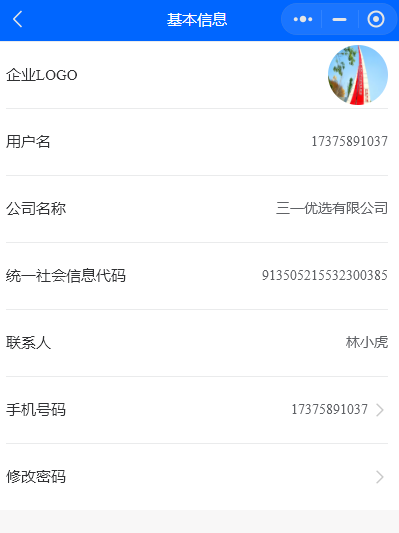 基本信息
企业LOGO
用户名 17375891037
公司名称 三一优选有限公司
统一社会信息代码 913505215532300385
联系人 林小虎
手机号码 17375891037
修改密码